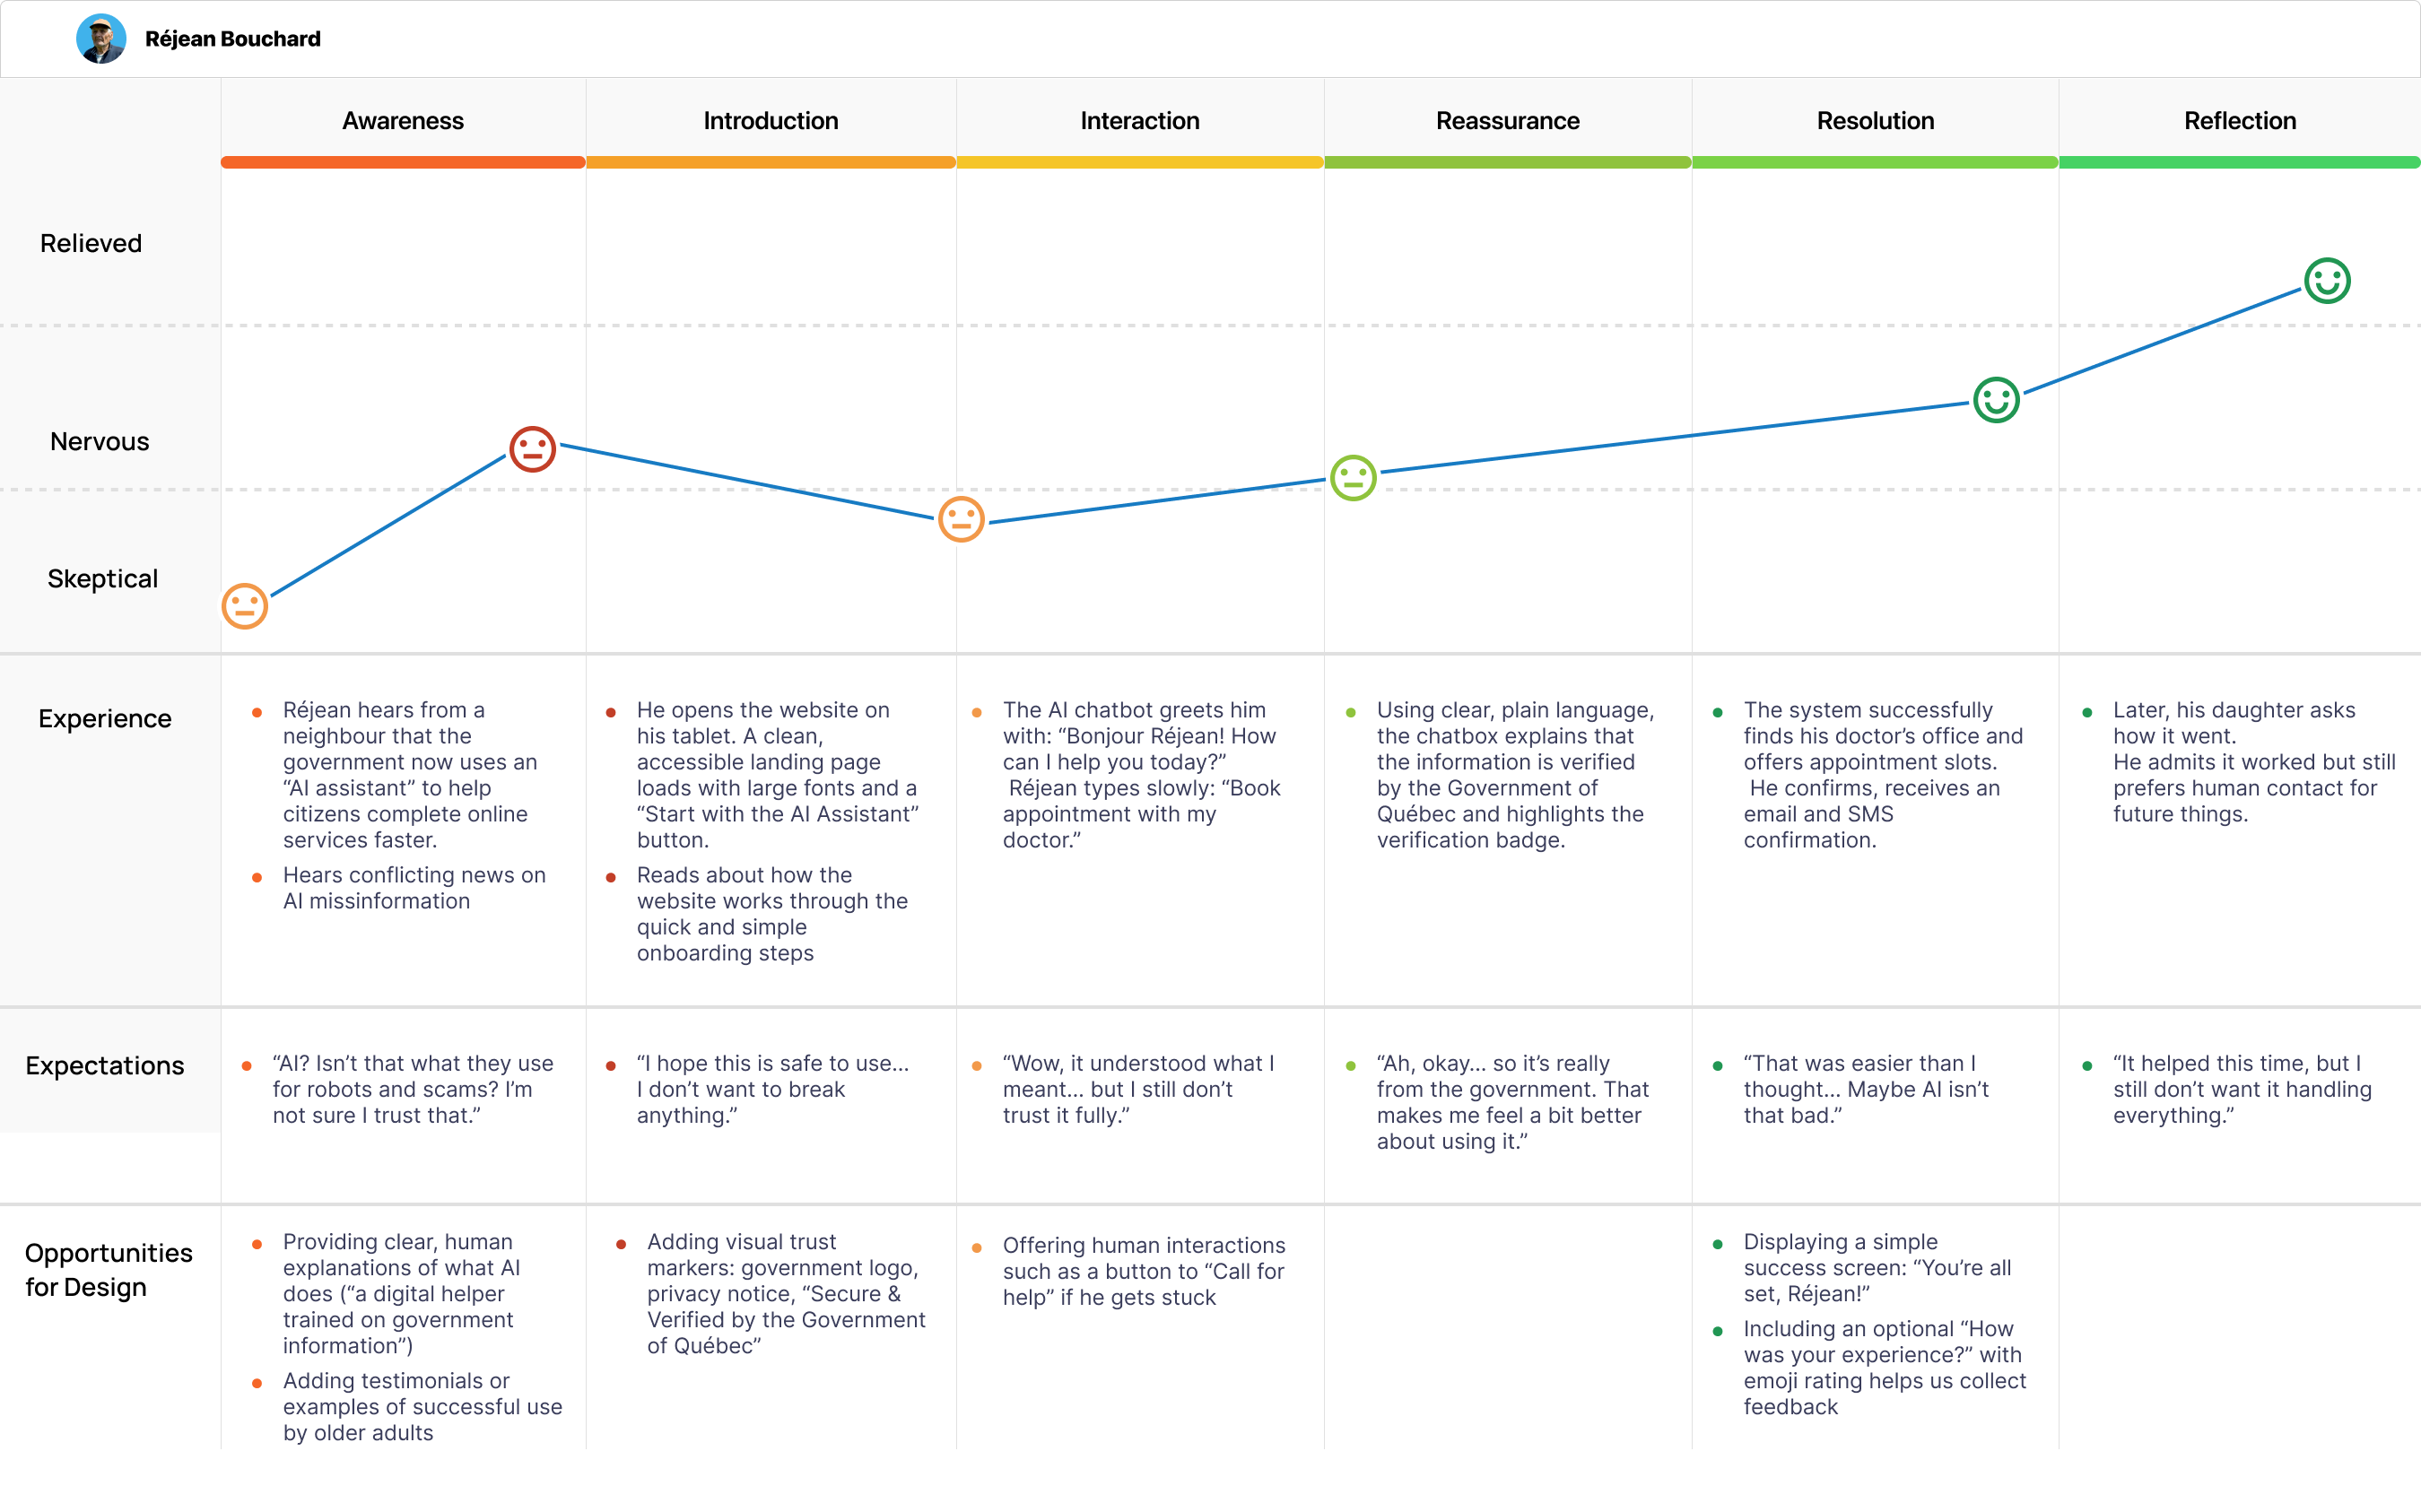 Réjean Bouchard
Awareness
Introduction
Interaction
Reassurance
Resolution
Reflection
Relieved
Nervous
Skeptical
Experience
Réjean hears from a
neighbour that the
government now uses an
“AI assistant” to help
citizens complete online
services faster.
Hears conflicting news on
AI missinformation
He opens the website on
his tablet. A clean,
accessible landing page
loads with large fonts and a
“Start with the AI Assistant”
button.
Reads about how the
website works through the
quick and simple
onboarding steps
The AI chatbot greets him
with: “Bonjour Réjean! How
can I help you today?”
Réjean types slowly: “Book
appointment with my
doctor.”
Using clear, plain language,
the chatbox explains that
the information is verified
by the Government of
Québec and highlights the
verification badge.
The system successfully
finds his doctor’s office and
offers appointment slots.
He confirms, receives an
email and SMS
confirmation.
Later, his daughter asks
how it went.
He admits it worked but still
prefers human contact for
future things.
Expectations
“AI? Isn’t that what they use
for robots and scams? I’m
not sure I trust that.”
“I hope this is safe to use...
I don’t want to break
anything.”
“Wow, it understood what I
meant... but I still don’t
trust it fully.”
“Ah, okay... so it’s really
from the government. That
makes me feel a bit better
about using it.”
“That was easier than I
thought... Maybe AI isn’t
that bad.”
“It helped this time, but I
still don’t want it handling
everything.”
Opportunities
for Design
Providing clear, human
explanations of what AI
does (“a digital helper
trained on government
information”)
Adding testimonials or
examples of successful use
by older adults
Adding visual trust
markers: government logo,
privacy notice, “Secure &
Verified by the Government
of Québec”
Offering human interactions
such as a button to “Call for
help” if he gets stuck
Displaying a simple
success screen: “You’re all
set, Réjean!”
Including an optional “How
was your experience?” with
emoji rating helps us collect
feedback